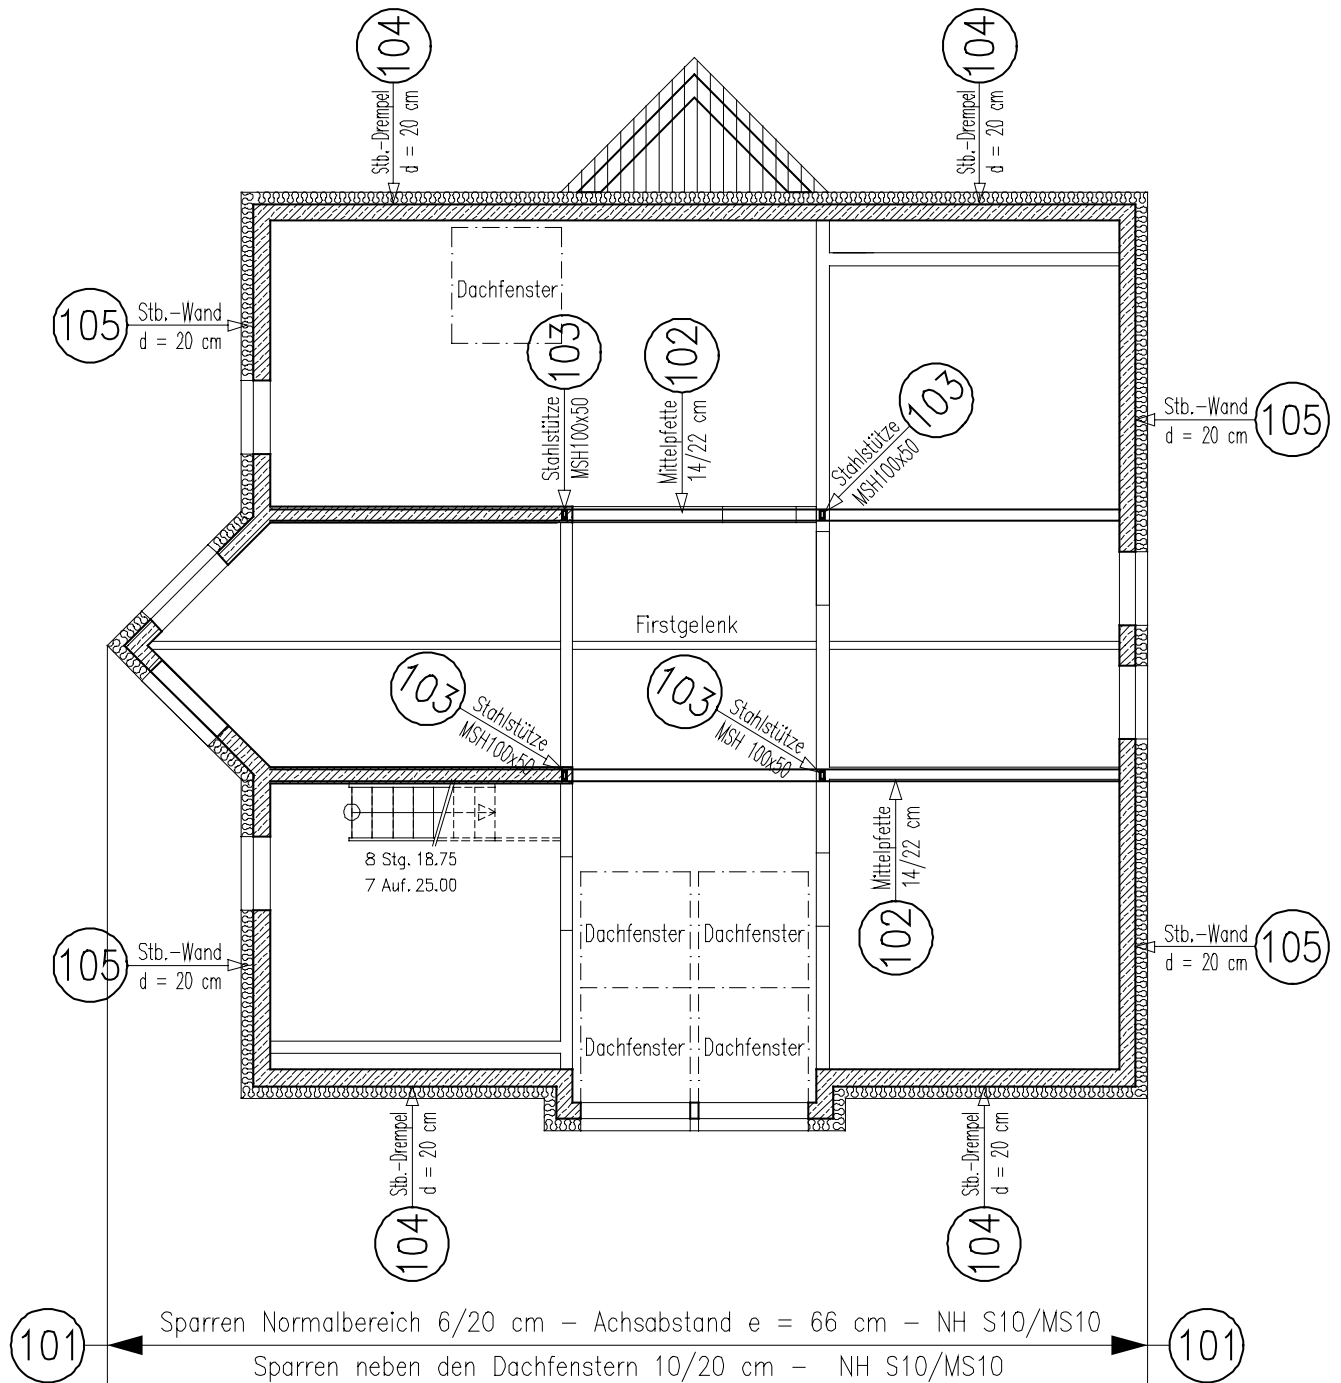 104
Stb.-Drempel
d = 20 cm
104
Stb.-Drempel
d = 20 cm
Dachfenster
105
Stb.-Wand
d = 20 cm
103
Stahlstütze
MSH100x50
102
Mittelpfette
14/22 cm
103
Stahlstütze
MSH100x50
Stb.-Wand
d = 20 cm
105
Firstgelenk
103
Stahlstütze
MSH100x50
103
Stahlstütze
MSH 100x50
8 Stg. 18.75
7 Auf. 25.00
Mittelpfette
14/22 cm
102
Dachfenster
Dachfenster
105
Stb.-Wand
d = 20 cm
Stb.-Wand
d = 20 cm
105
Dachfenster
Dachfenster
Stb.-Drempel
d = 20 cm
104
Stb.-Drempel
d = 20 cm
104
101
Sparren Normalbereich 6/20 cm – Achsabstand e = 66 cm – NH S10/MS10
Sparren neben den Dachfenstern 10/20 cm – NH S10/MS10
101